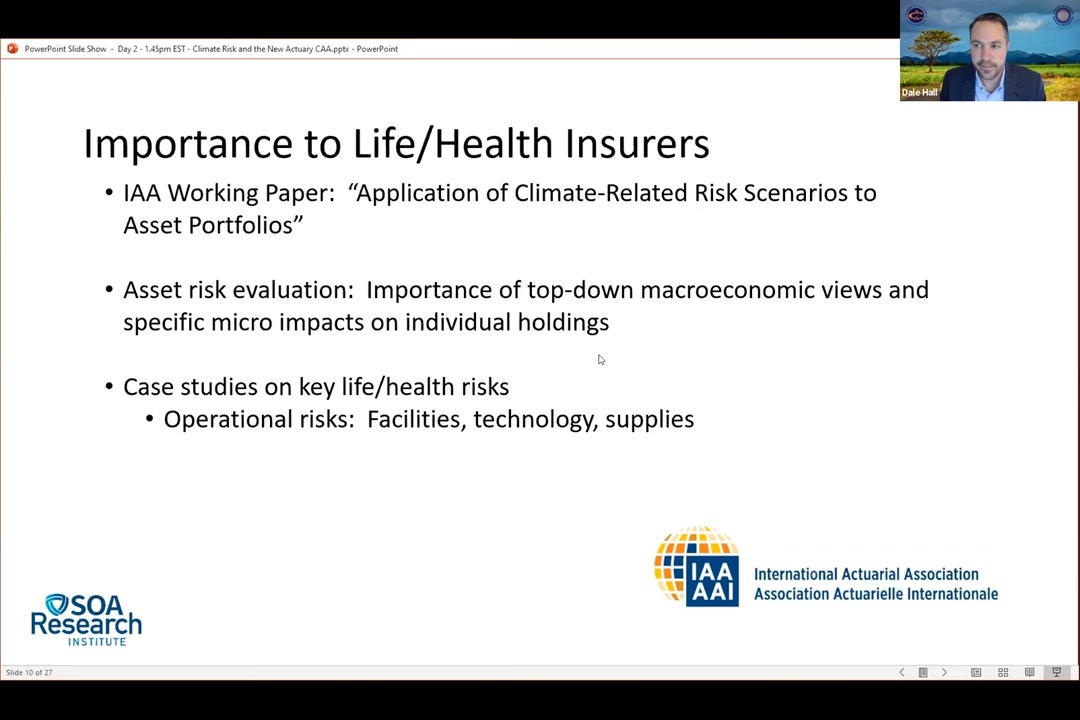 PowerPoint Slide Show - Day 2 - 1.45pm EST - Climate Risk and the New Actuary CAA.pptx - PowerPoint
Dale Hall
Importance to Life/Health Insurers
• IAA Working Paper: “Application of Climate-Related Risk Scenarios to
Asset Portfolios”
• Asset risk evaluation: Importance of top-down macroeconomic views and
specific micro impacts on individual holdings
• Case studies on key life/health risks
• Operational risks: Facilities, technology, supplies
IAA
AAI
International Actuarial Association
Association Actuarielle Internationale
SOA
Research
INSTITUTE
Slide 10 of 27